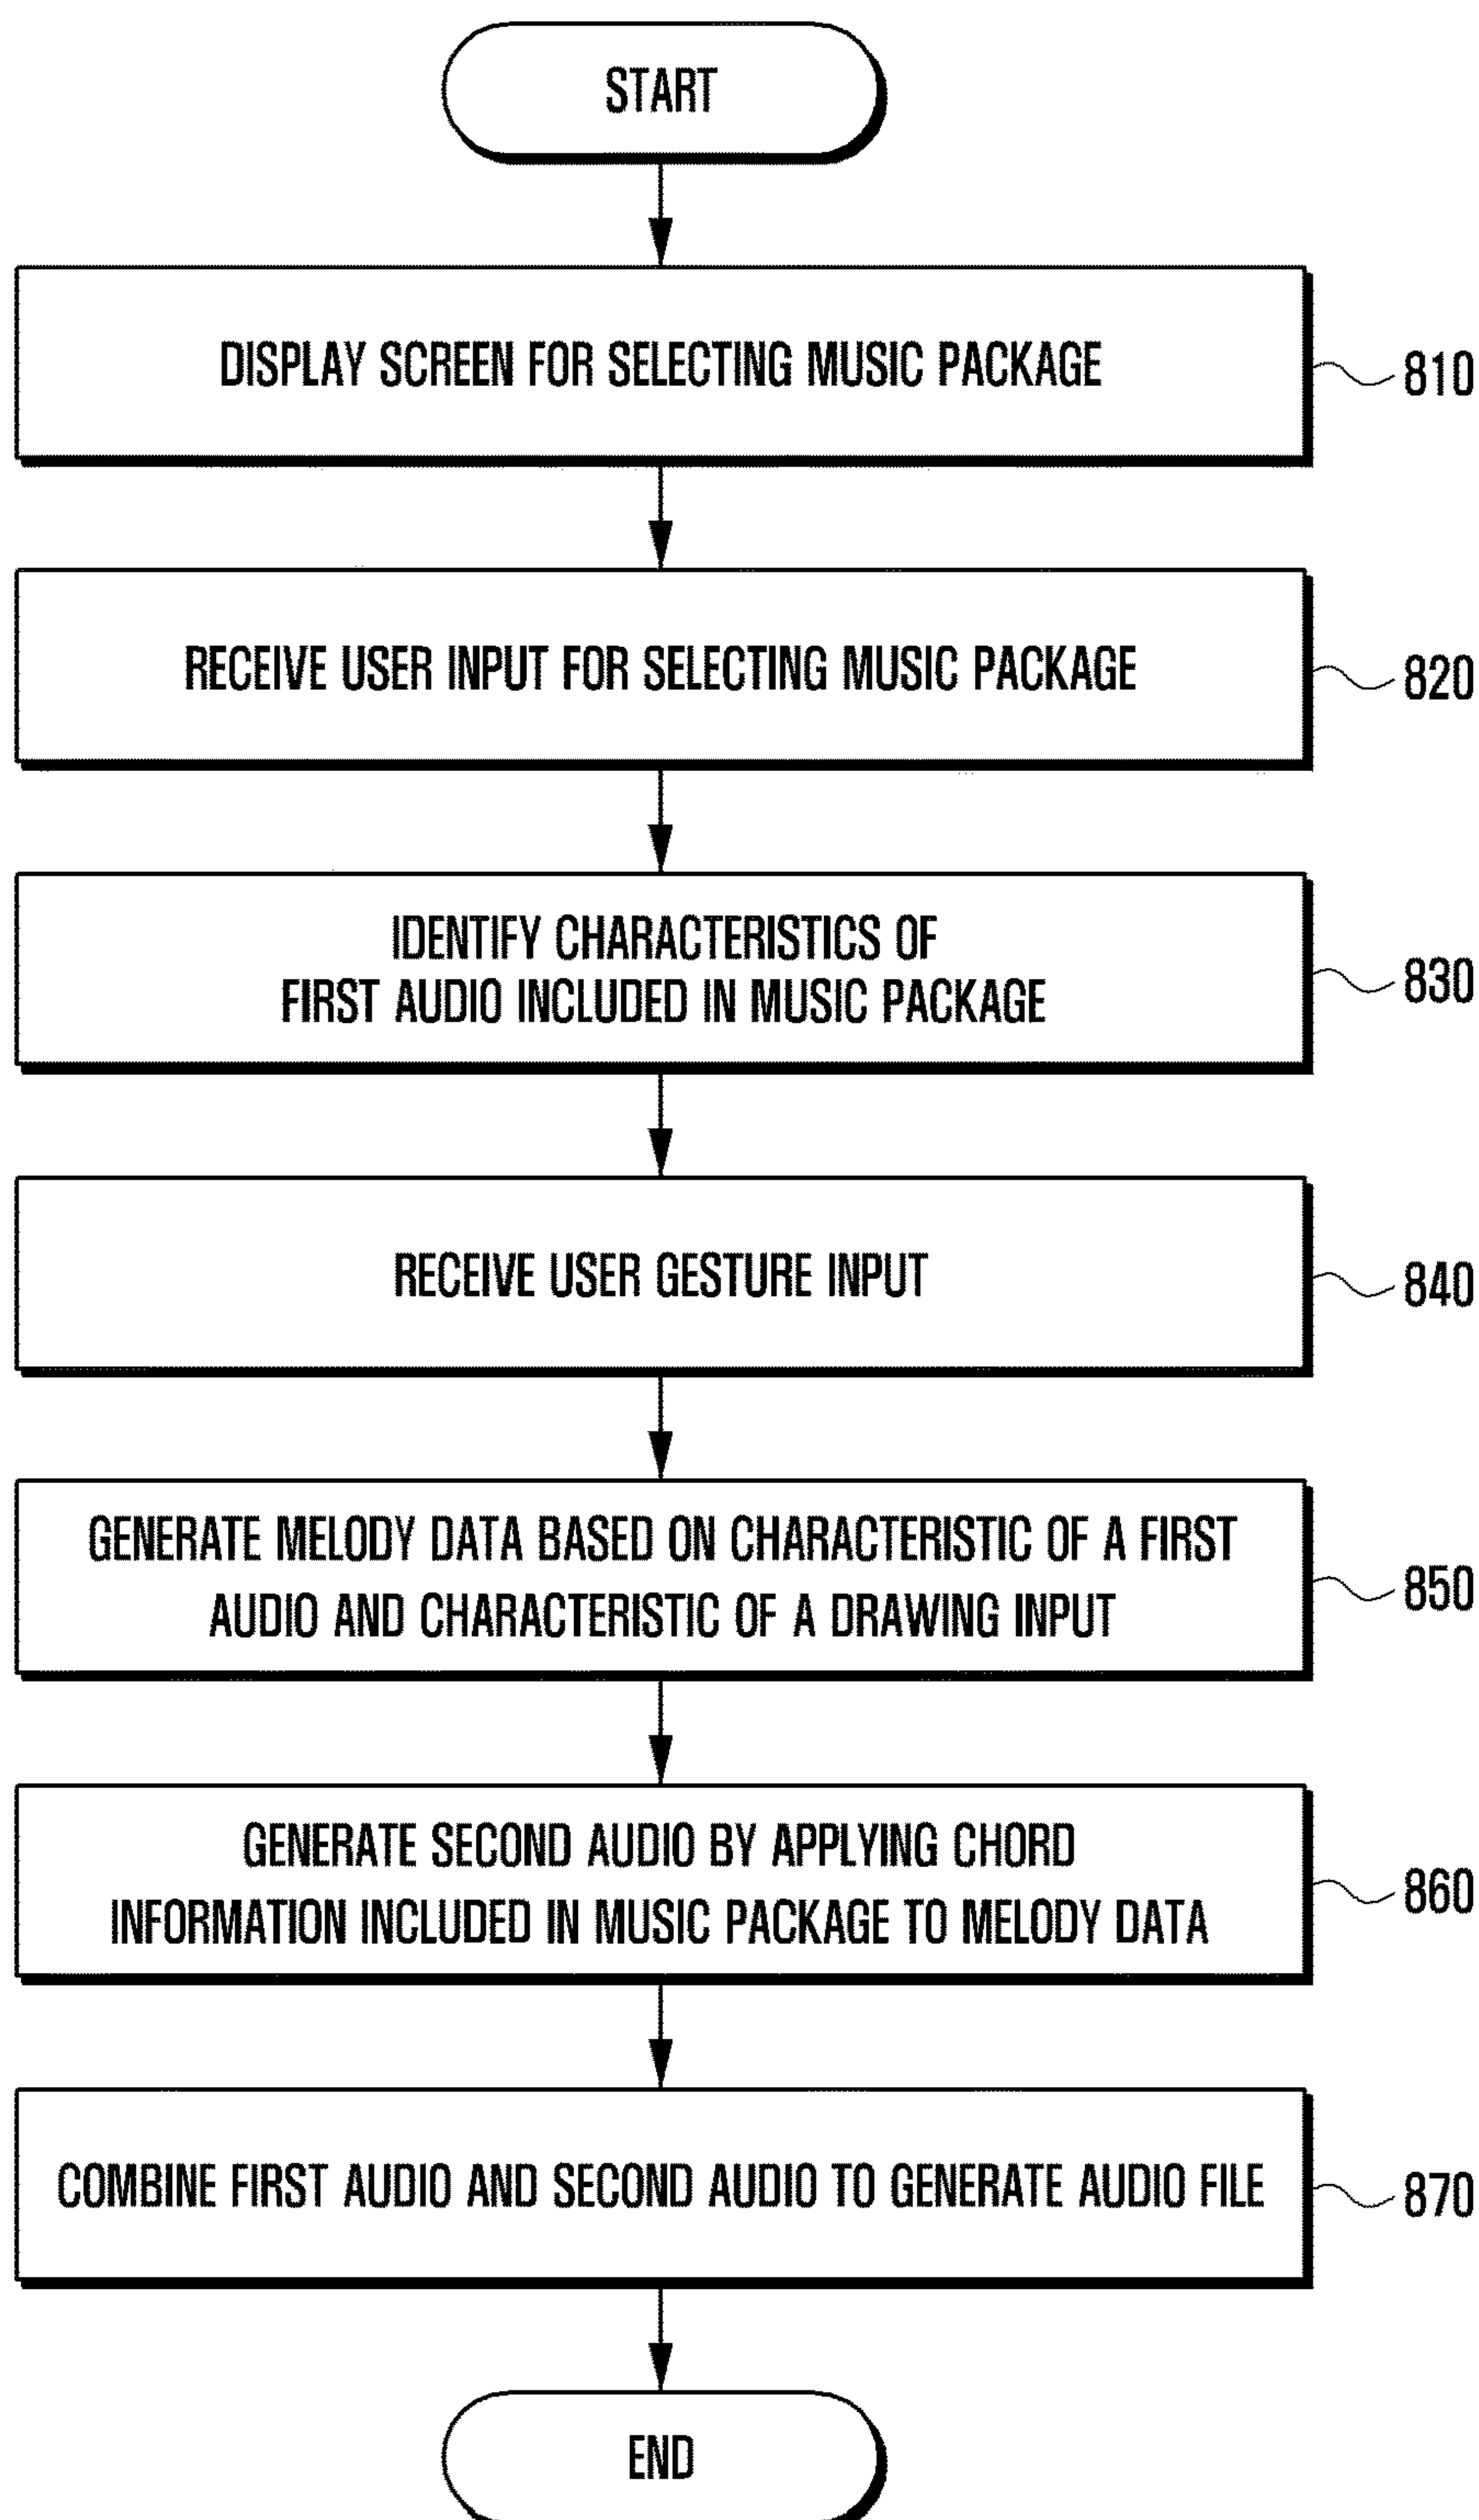 START
DISPLAY SCREEN FOR SELECTING MUSIC PACKAGE
810
RECEIVE USER INPUT FOR SELECTING MUSIC PACKAGE
820
IDENTIFY CHARACTERISTICS OF
FIRST AUDIO INCLUDED IN MUSIC PACKAGE
830
RECEIVE USER GESTURE INPUT
840
GENERATE MELODY DATA BASED ON CHARACTERISTIC OF A FIRST
AUDIO AND CHARACTERISTIC OF A DRAWING INPUT
850
GENERATE SECOND AUDIO BY APPLYING CHORD
INFORMATION INCLUDED IN MUSIC PACKAGE TO MELODY DATA
860
COMBINE FIRST AUDIO AND SECOND AUDIO TO GENERATE AUDIO FILE
870
END